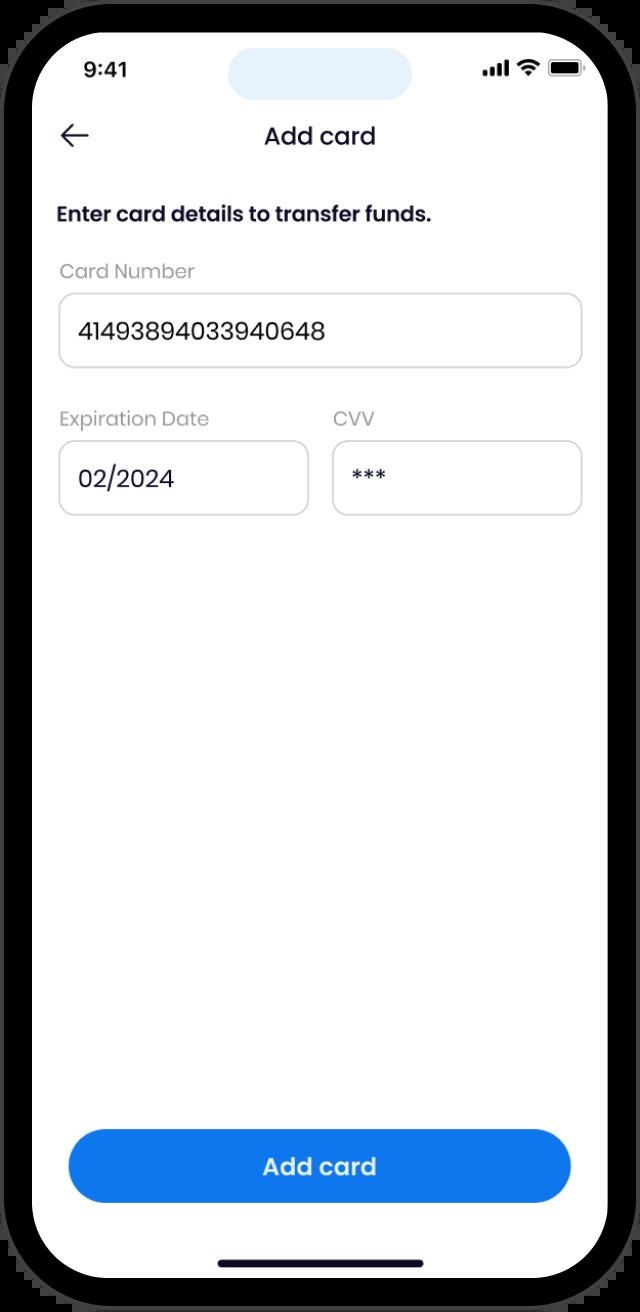 9:41
Add card
Enter card details to transfer funds.
Card Number
41493894033940648
Expiration Date CVV
02/2024 ***
Add card